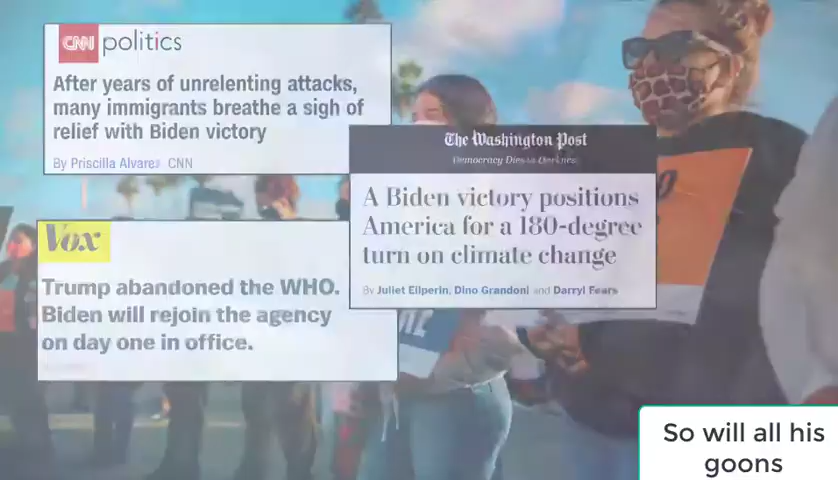 CNN politics
After years of unrelenting attacks,
many immigrants breathe a sigh of
relief with Biden victory
By Priscilla Alvarez, CNN
The Washington Post
Democracy Dies in Darkness
A Biden victory positions
America for a 180-degree
turn on climate change
By Juliet Eilperin, Dino Grandoni and Darryl Fears
Vox
Trump abandoned the WHO.
Biden will rejoin the agency
on day one in office.
So will all his
goons